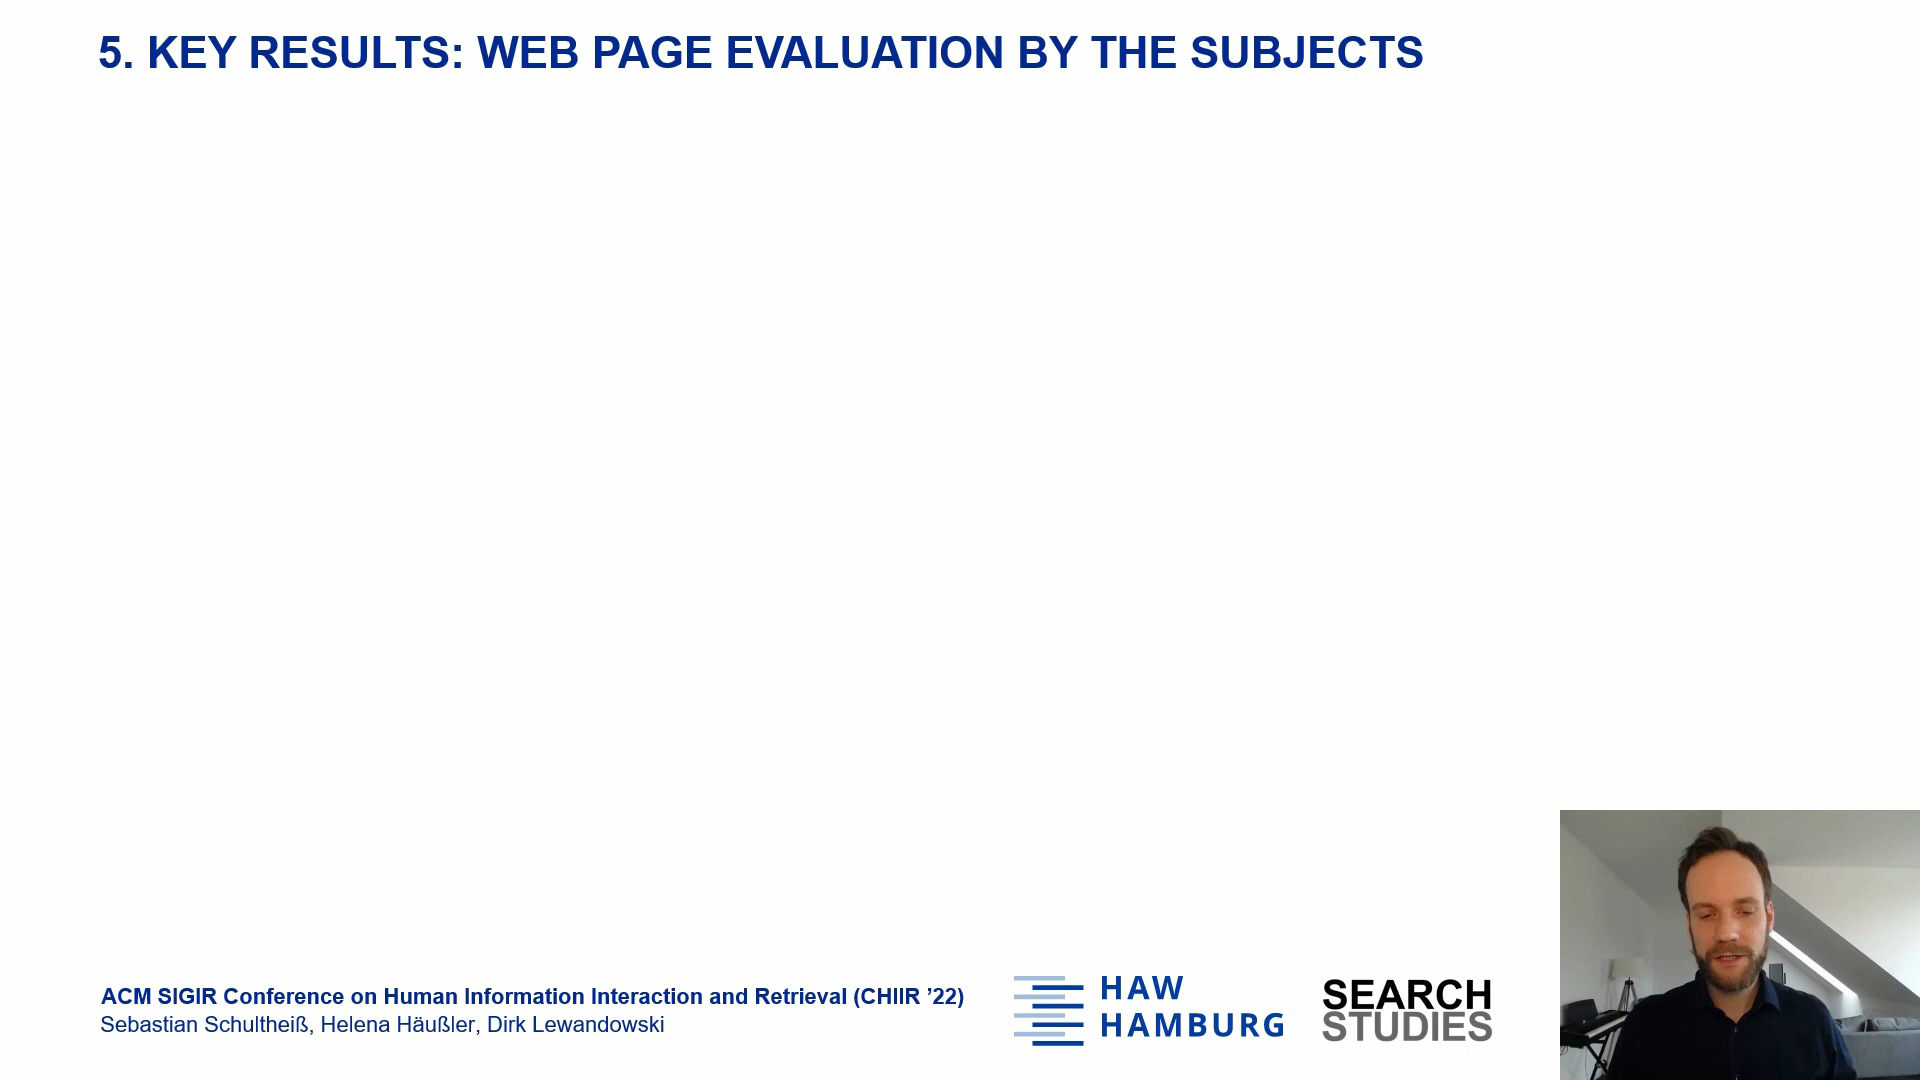 5. KEY RESULTS: WEB PAGE EVALUATION BY THE SUBJECTS
ACM SIGIR Conference on Human Information Interaction and Retrieval (CHIIR ’22)
Sebastian Schultheiß, Helena Häußler, Dirk Lewandowski
HAW
HAMBURG
SEARCH
STUDIES